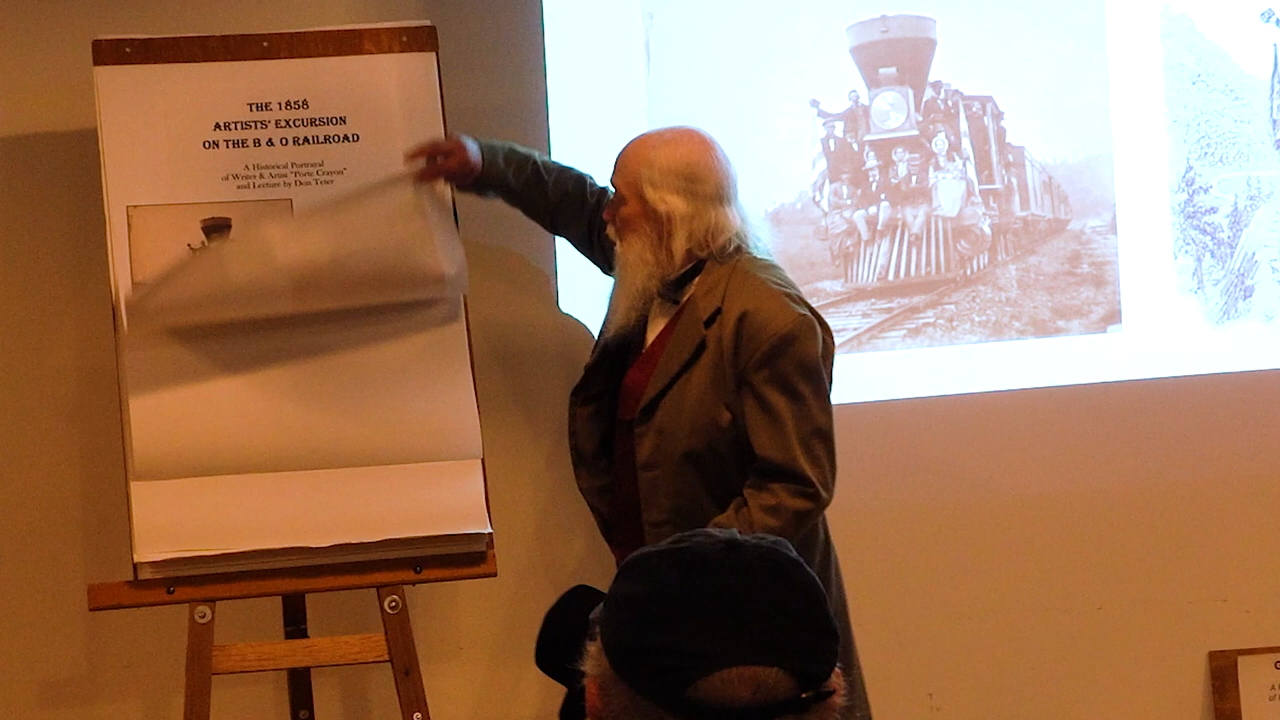 THE 1858
ARTISTS' EXCURSION
ON THE B & O RAILROAD
A Historical Portrayal
of Writer & Artist "Porte Crayon"
and Lecture by Don Teter